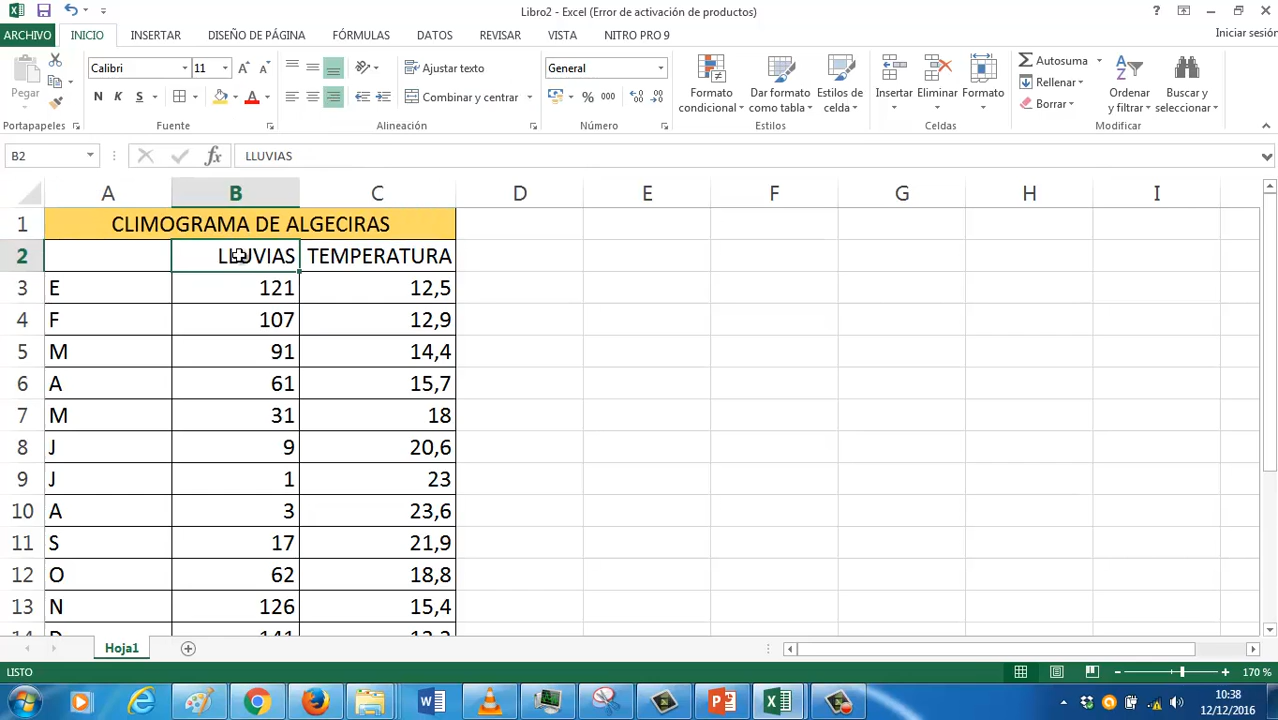 Libro2 - Excel (Error de activación de productos)
ARCHIVO INICIO INSERTAR DISEÑO DE PÁGINA FÓRMULAS DATOS REVISAR VISTA NITRO PRO 9 Iniciar sesión
Pegar
Portapapeles
Calibri 11
N K S
Fuente
Ajustar texto
Combinar y centrar
Alineación
General
% 000
Número
Formato condicional
Dar formato como tabla
Estilos de celda
Estilos
Insertar Eliminar Formato
Celdas
Autosuma
Rellenar
Borrar
Ordenar y filtrar
Buscar y seleccionar
Modificar
B2 fx LLUVIAS
A B C D E F G H I
1 CLIMOGRAMA DE ALGECIRAS
2 LLUVIAS TEMPERATURA
3 E 121 12,5
4 F 107 12,9
5 M 91 14,4
6 A 61 15,7
7 M 31 18
8 J 9 20,6
9 J 1 23
10 A 3 23,6
11 S 17 21,9
12 O 62 18,8
13 N 126 15,4
Hoja1
LISTO 170 %
10:38
12/12/2016